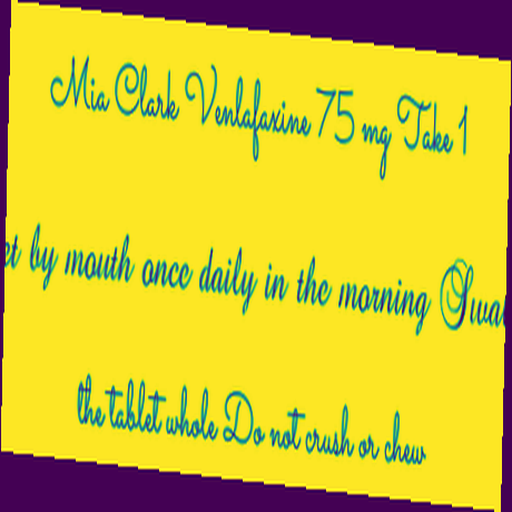 Mia Clark Venlafaxine 75 mg Take 1
by mouth once daily in the morning
the tablet whole Do not crush or chew